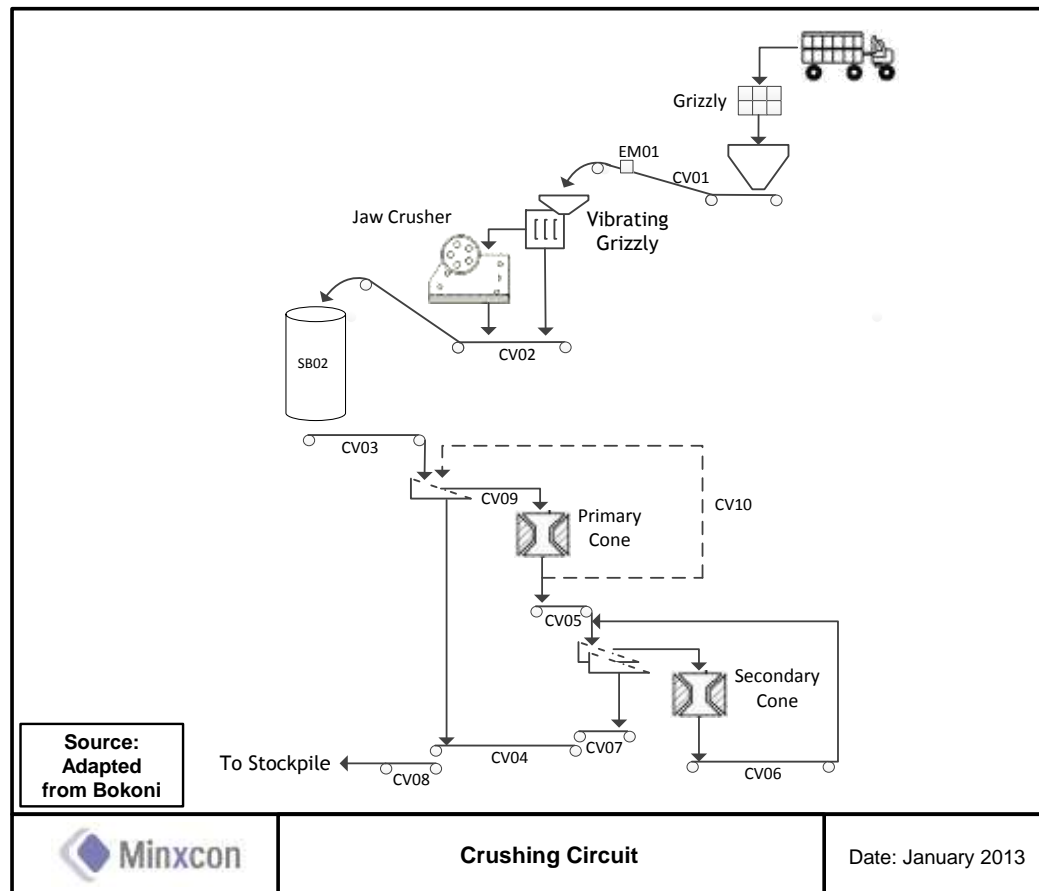 Grizzly
EM01
CV01
Jaw Crusher
Vibrating
Grizzly
SB02
CV02
CV03
CV09
Primary
Cone
CV10
CV05
Secondary
Cone
CV07
CV04
CV06
To Stockpile
CV08
Source:
Adapted
from Bokoni
Minxcon
Crushing Circuit
Date: January 2013